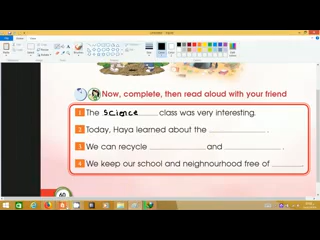 Now, complete, then read aloud with your friend
1 The science class was very interesting.
2 Today, Haya learned about the .
3 We can recycle and .
4 We keep our school and neighnourhood free of
60